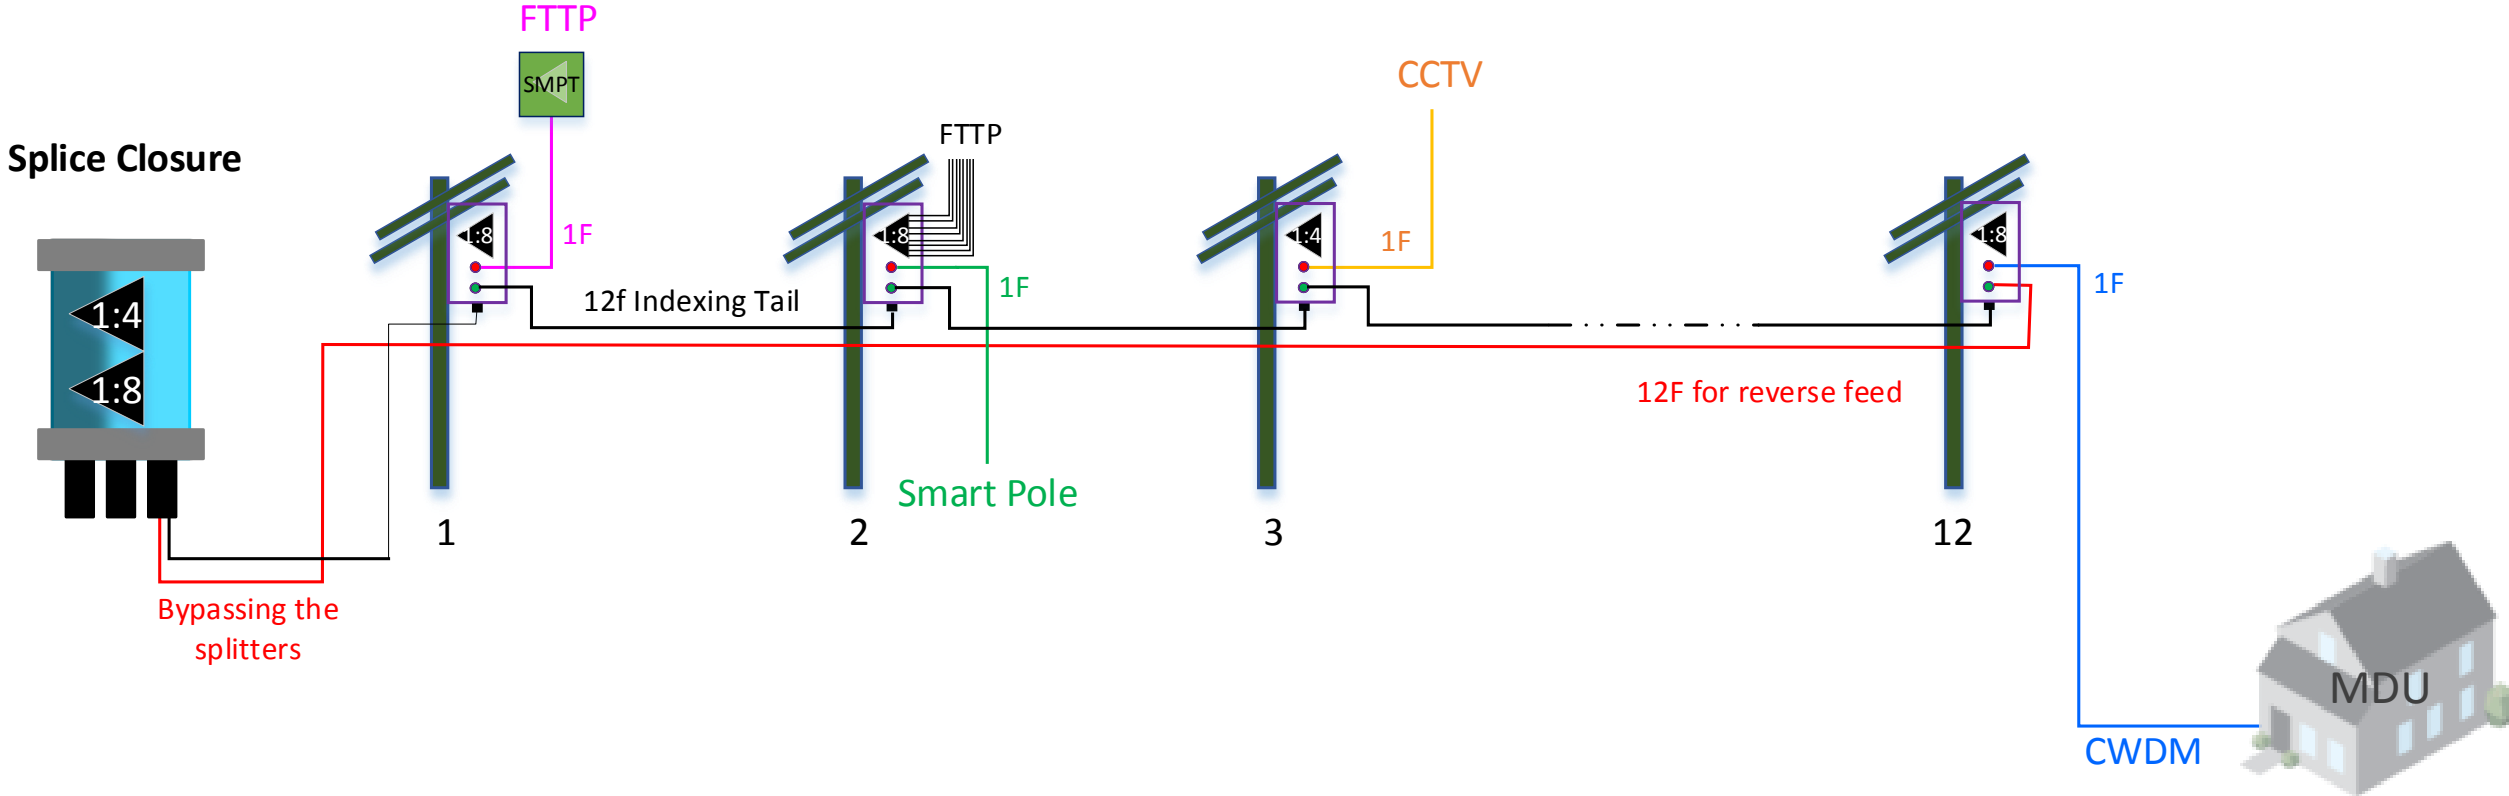 FTTP
SMPT
CCTV
FTTP
Splice Closure
1:8
1:8
1:4
1:8
1F
1F
1F
1F
12f Indexing Tail
1:4
1:8
12F for reverse feed
Smart Pole
1
2
3
12
Bypassing the
splitters
MDU
CWDM